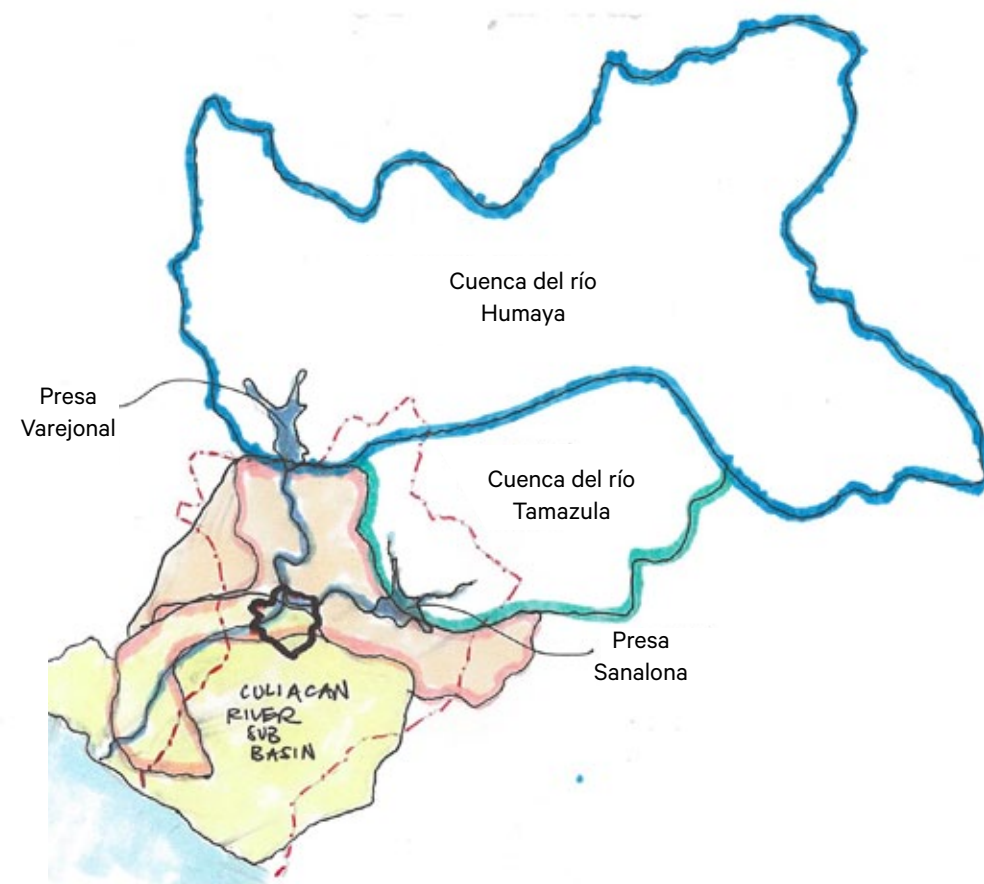 Cuenca del río
Humaya
Presa
Varejonal
Cuenca del río
Tamazula
Presa
Sanalona
CULIACAN
RIVER
SUB
BASIN